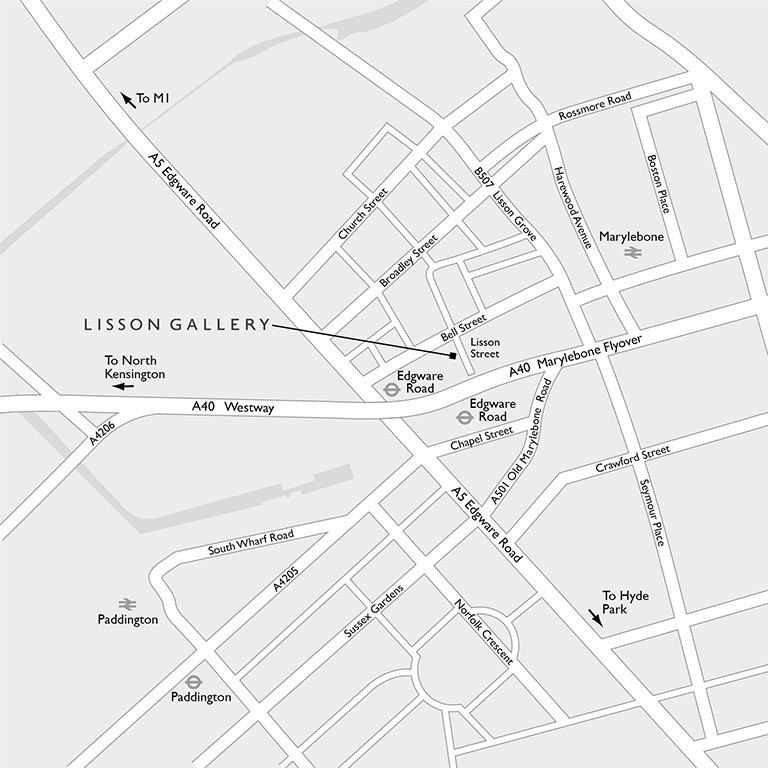 To M1
Rossmore Road
A5 Edgware Road
B507 Lisson Grove
Harewood Avenue
Boston Place
Church Street
Marylebone
Broadley Street
LISSON GALLERY
Bell Street
Lisson
Street
A40 Marylebone Flyover
To North
Kensington
Edgware
Road
A40 Westway
Edgware
Road
A4206
Chapel Street
A501 Old Marylebone Road
Crawford Street
Seymour Place
A5 Edgware Road
South Wharf Road
A4205
Sussex Gardens
To Hyde
Park
Norfolk Crescent
Paddington
Paddington